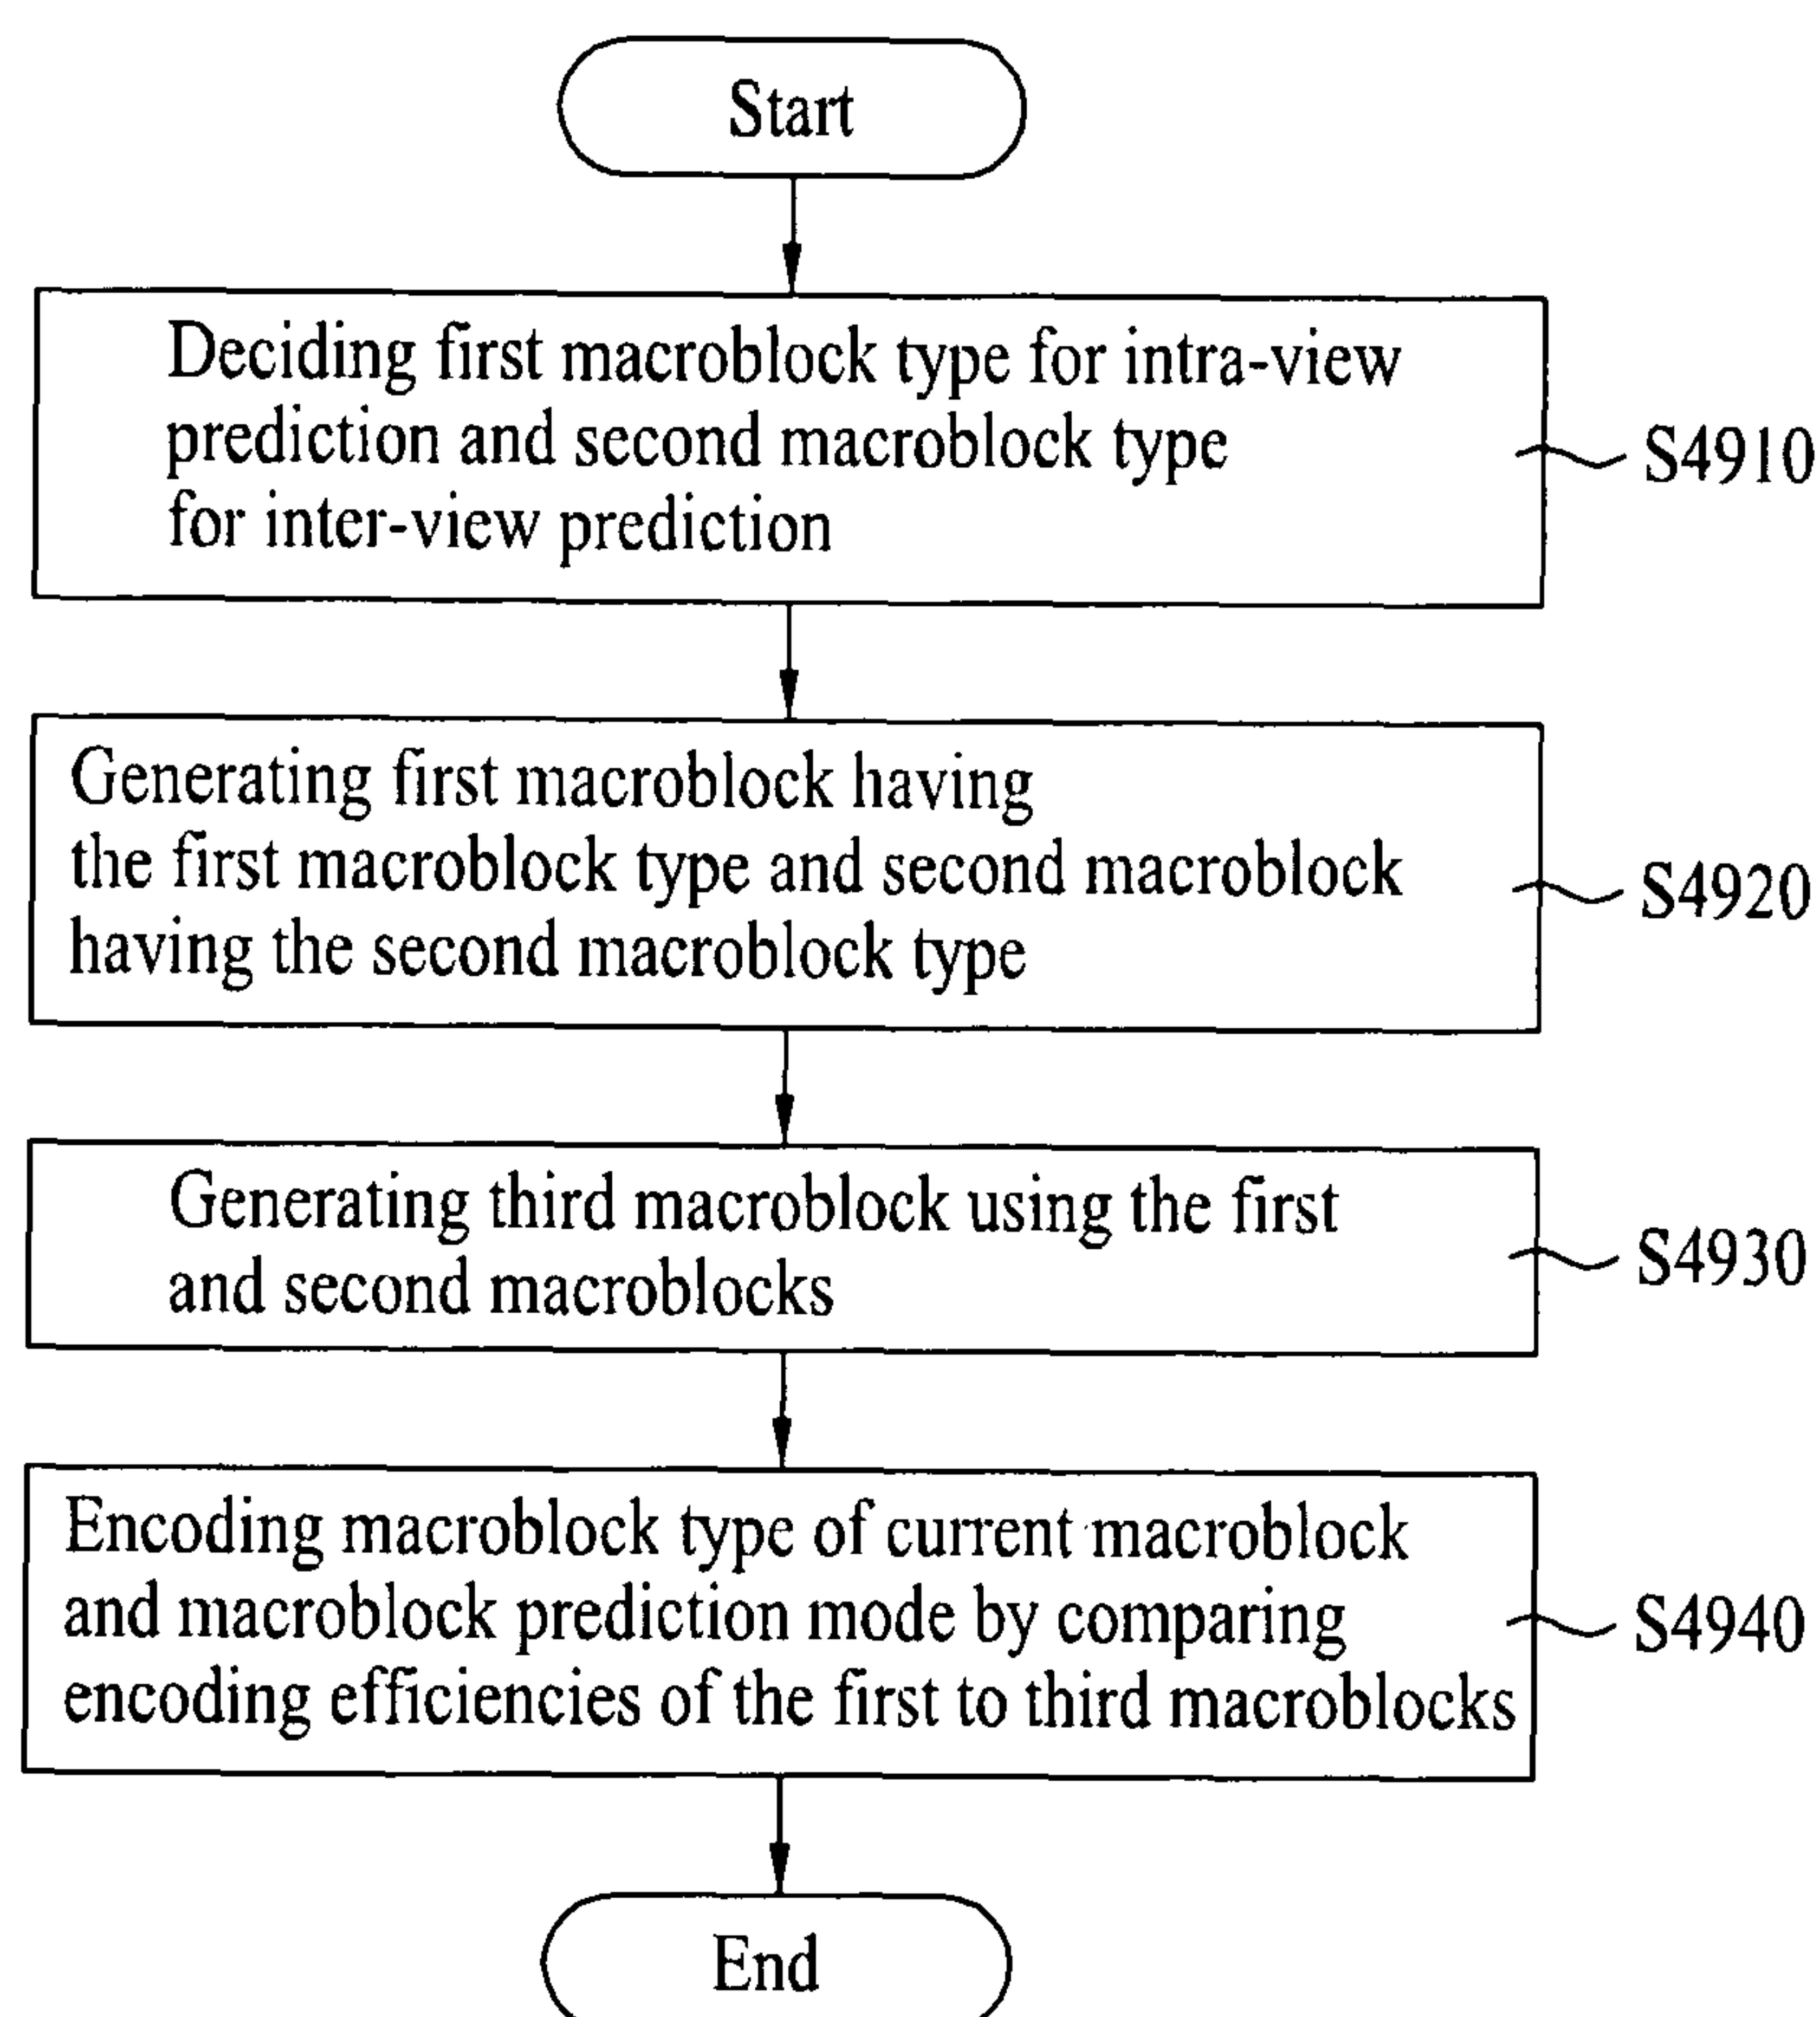 Start
Deciding first macroblock type for intra-view
prediction and second macroblock type
for inter-view prediction
S4910
Generating first macroblock having
the first macroblock type and second macroblock
having the second macroblock type
S4920
Generating third macroblock using the first
and second macroblocks
S4930
Encoding macroblock type of current macroblock
and macroblock prediction mode by comparing
encoding efficiencies of the first to third macroblocks
S4940
End